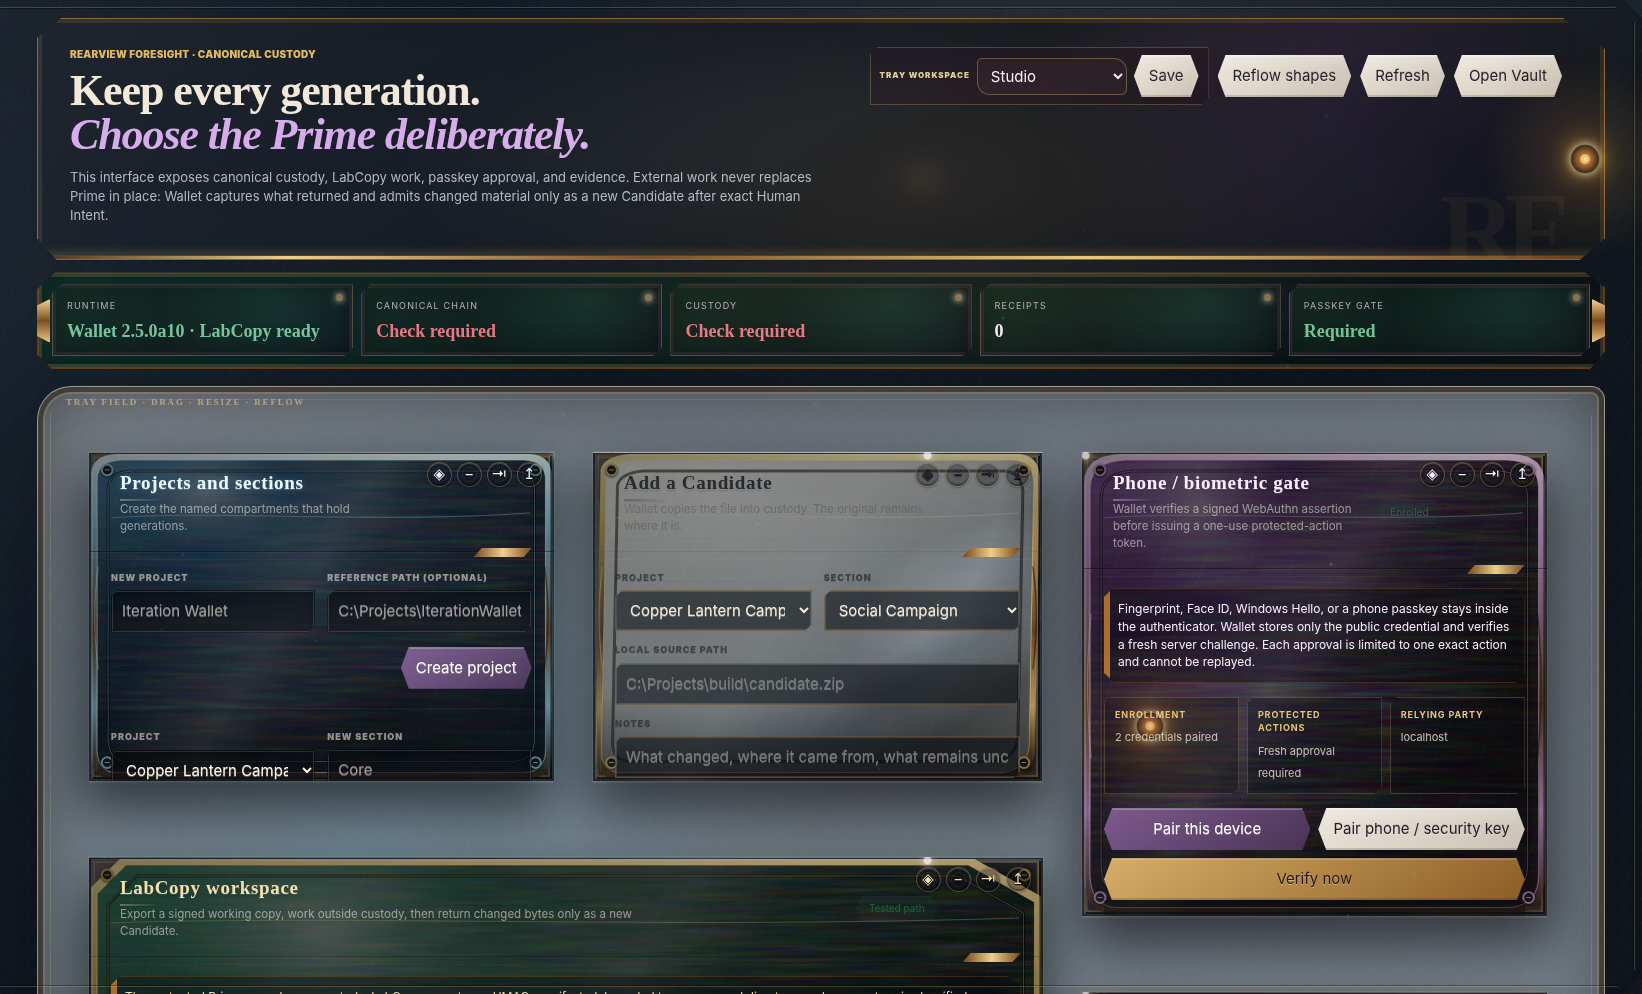 REARVIEW FORESIGHT · CANONICAL CUSTODY
Keep every generation.
Choose the Prime deliberately.
This interface exposes canonical custody, LabCopy work, passkey approval, and evidence. External work never replaces
Prime in place: Wallet captures what returned and admits changed material only as a new Candidate after exact Human
Intent.
TRAY WORKSPACE
Studio
Save
Reflow shapes
Refresh
Open Vault
RF
RUNTIME
Wallet 2.5.0a10 · LabCopy ready
CANONICAL CHAIN
Check required
CUSTODY
Check required
RECEIPTS
0
PASSKEY GATE
Required
TRAY FIELD · DRAG · RESIZE · REFLOW
Projects and sections
Create the named compartments that hold
generations.
NEW PROJECT
REFERENCE PATH (OPTIONAL)
Iteration Wallet
C:\Projects\IterationWallet
Create project
PROJECT
NEW SECTION
Copper Lantern Campa
Core
Add a Candidate
Wallet copies the file into custody. The original remains
where it is.
PROJECT
SECTION
Copper Lantern Camp
Social Campaign
LOCAL SOURCE PATH
C:\Projects\build\candidate.zip
NOTES
What changed, where it came from, what remains unc
Phone / biometric gate
Wallet verifies a signed WebAuthn assertion
before issuing a one-use protected-action
token.
Enrolled
Fingerprint, Face ID, Windows Hello, or a phone passkey stays inside
the authenticator. Wallet stores only the public credential and verifies
a fresh server challenge. Each approval is limited to one exact action
and cannot be replayed.
ENROLLMENT
2 credentials paired
PROTECTED
ACTIONS
Fresh approval
required
RELYING PARTY
localhost
Pair this device
Pair phone / security key
Verify now
LabCopy workspace
Export a signed working copy, work outside custody, then return changed bytes only as a new
Candidate.
Tested path